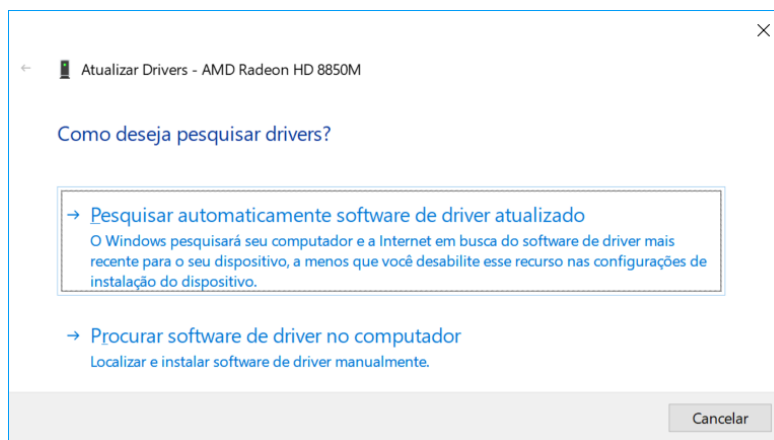 Atualizar Drivers - AMD Radeon HD 8850M
Como deseja pesquisar drivers?
Pesquisar automaticamente software de driver atualizado
O Windows pesquisará seu computador e a Internet em busca do software de driver mais
recente para o seu dispositivo, a menos que você desabilite esse recurso nas configurações de
instalação do dispositivo.
Procurar software de driver no computador
Localizar e instalar software de driver manualmente.
Cancelar